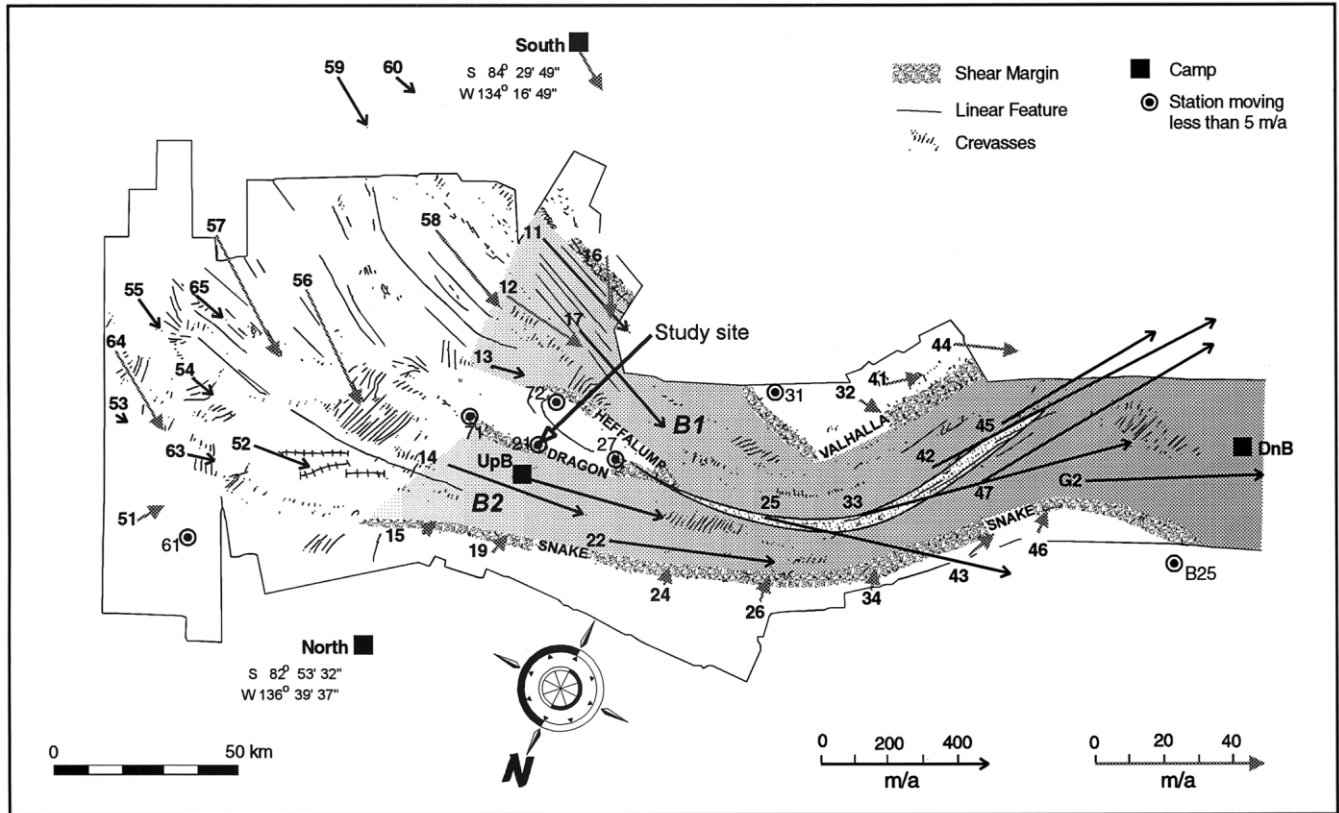 South
S 84° 29' 49"
W 134° 16' 49"
59
60
Shear Margin
Linear Feature
Crevasses
Camp
Station moving
less than 5 m/a
57
58
11
16
55
65
56
12
17
Study site
64
54
13
72
31
44
41
32
53
71
21
HEFFALUMP
B1
VALHALLA
45
63
52
14
UpB
DRAGON
27
42
DnB
B2
25
33
47
G2
51
61
15
19
SNAKE
22
24
26
34
43
SNAKE
46
B25
North
S 82° 53' 32"
W 136° 39' 37"
N
0 50 km
0 200 400
m/a
0 20 40
m/a